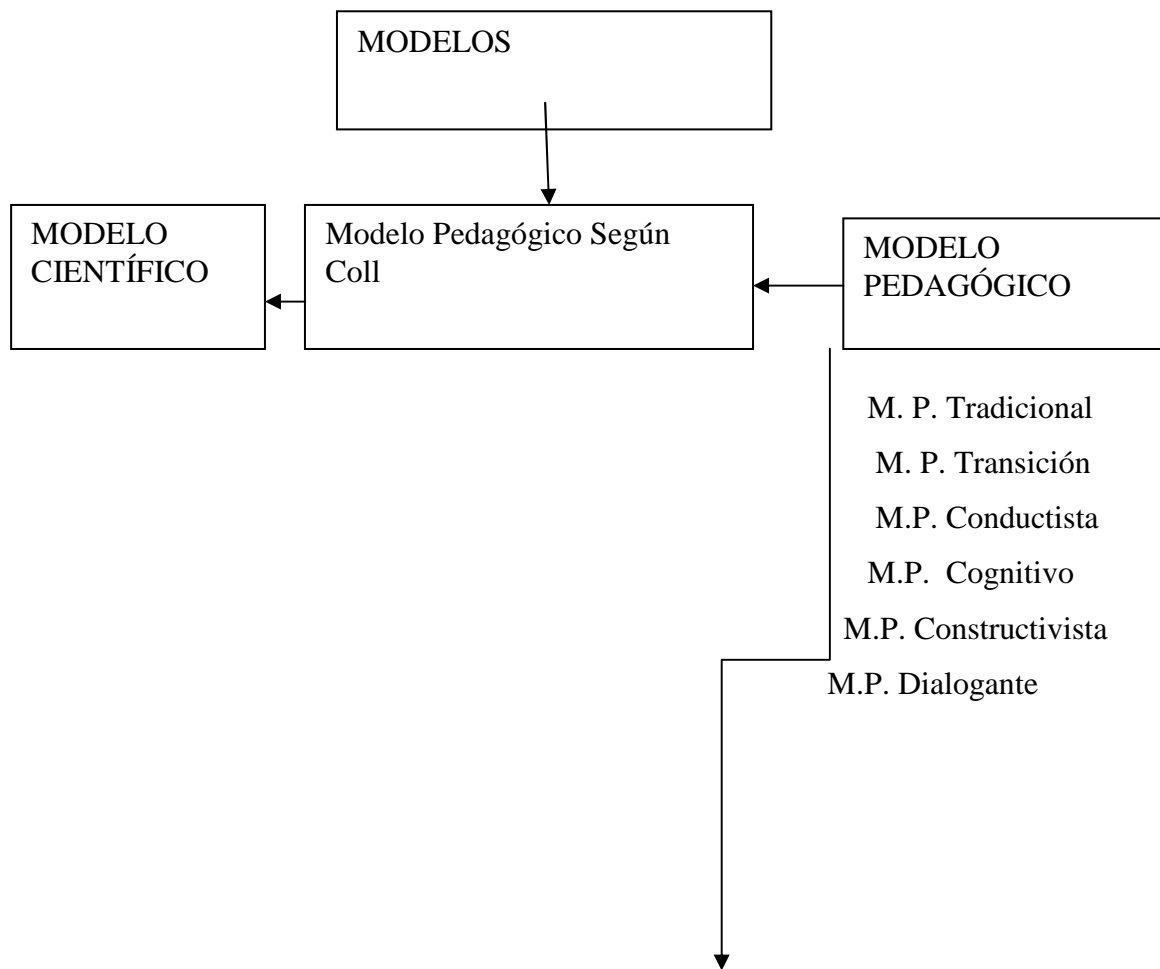 MODELOS
MODELO
CIENTÍFICO
Modelo Pedagógico Según
Coll
MODELO
PEDAGÓGICO
M. P. Tradicional
M. P. Transición
M.P. Conductista
M.P. Cognitivo
M.P. Constructivista
M.P. Dialogante